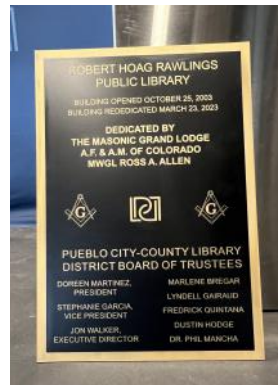 ROBERT HOAG RAWLINGS
PUBLIC LIBRARY
BUILDING OPENED OCTOBER 25, 2003
BUILDING REDEDICATED MARCH 23, 2023
DEDICATED BY
THE MASONIC GRAND LODGE
A.F. & A.M. OF COLORADO
MWGL ROSS A. ALLEN
G
G
PUEBLO CITY-COUNTY LIBRARY
DISTRICT BOARD OF TRUSTEES
DOREEN MARTINEZ,
PRESIDENT
STEPHANIE GARCIA,
VICE PRESIDENT
JON WALKER,
EXECUTIVE DIRECTOR
MARLENE BREGAR
LYNDELL GAIRAUD
FREDRICK QUINTANA
DUSTIN HODGE
DR. PHIL MANCHA